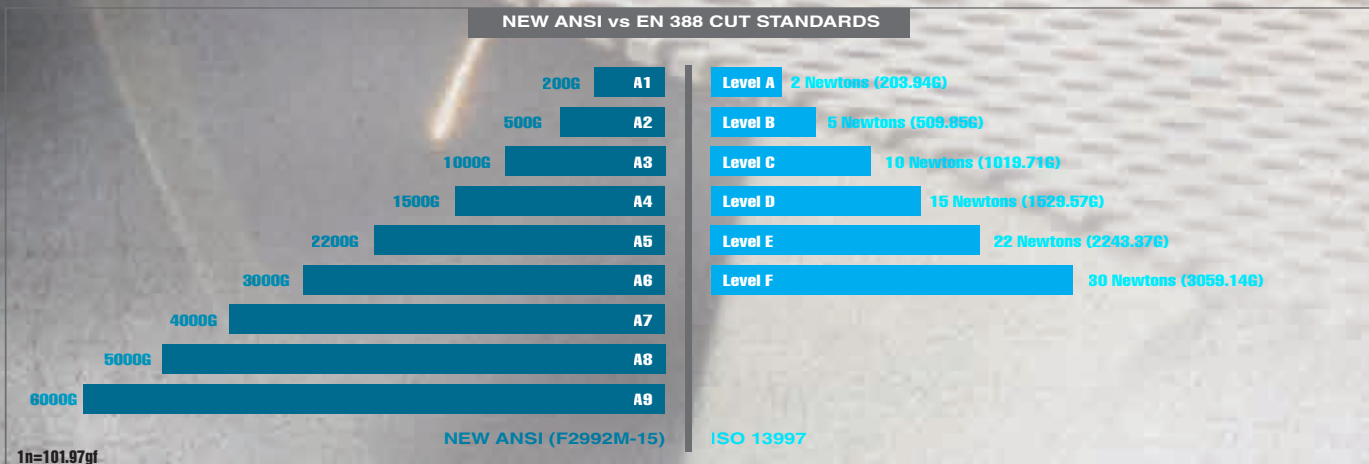 NEW ANSI vs EN 388 CUT STANDARDS
200G A1 Level A 2 Newtons (203.94G)
500G A2 Level B 5 Newtons (509.85G)
1000G A3 Level C 10 Newtons (1019.71G)
1500G A4 Level D 15 Newtons (1529.57G)
2200G A5 Level E 22 Newtons (2243.37G)
3000G A6 Level F 30 Newtons (3059.14G)
4000G A7
5000G A8
6000G A9
NEW ANSI (F2992M-15) ISO 13997
1n=101.97gf